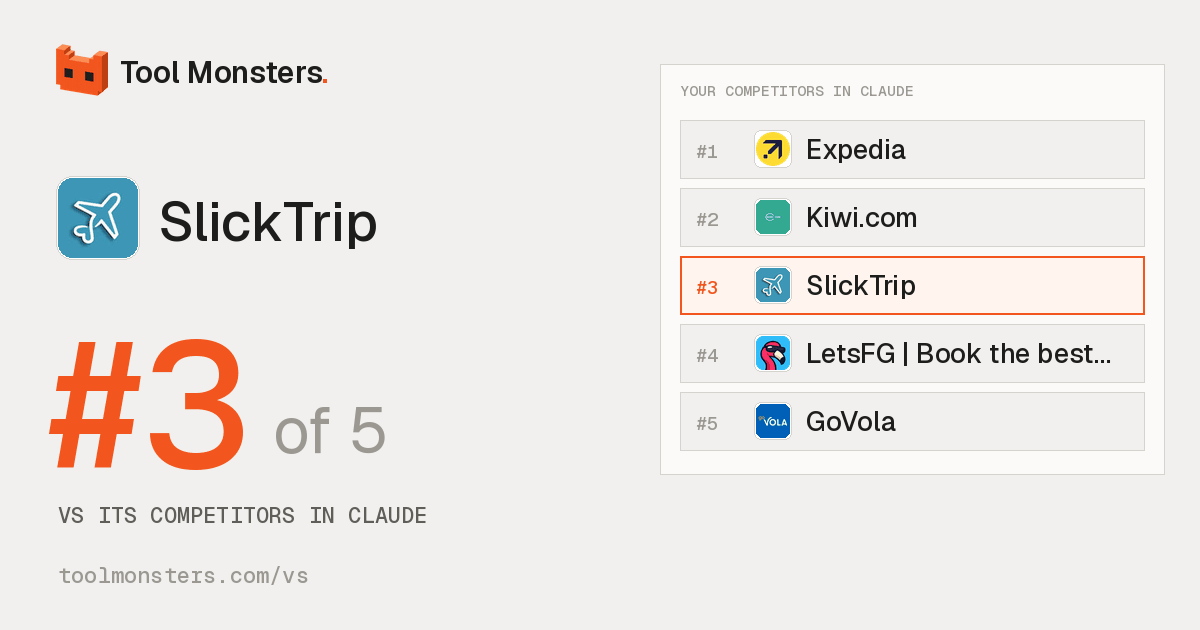 Tool Monsters.
SlickTrip
#3 of 5
VS ITS COMPETITORS IN CLAUDE
toolmonsters.com/vs
YOUR COMPETITORS IN CLAUDE
#1 Expedia
#2 Kiwi.com
#3 SlickTrip
#4 LetsFG | Book the best...
#5 VOLA GoVola